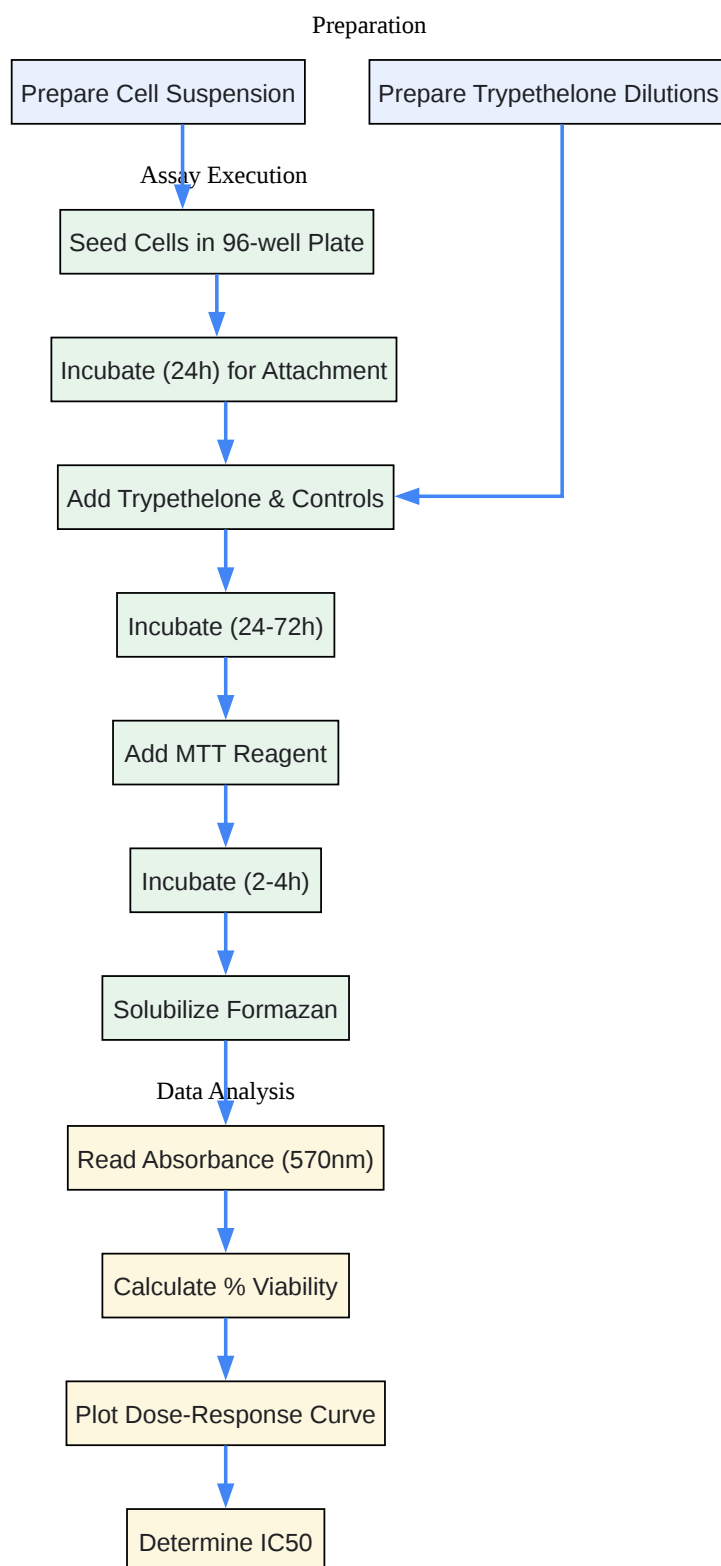 Preparation
Prepare Cell Suspension
Prepare Trypethelone Dilutions
Assay Execution
Seed Cells in 96-well Plate
Incubate (24h) for Attachment
Add Trypethelone & Controls
Incubate (24-72h)
Add MTT Reagent
Incubate (2-4h)
Solubilize Formazan
Data Analysis
Read Absorbance (570nm)
Calculate % Viability
Plot Dose-Response Curve
Determine IC50